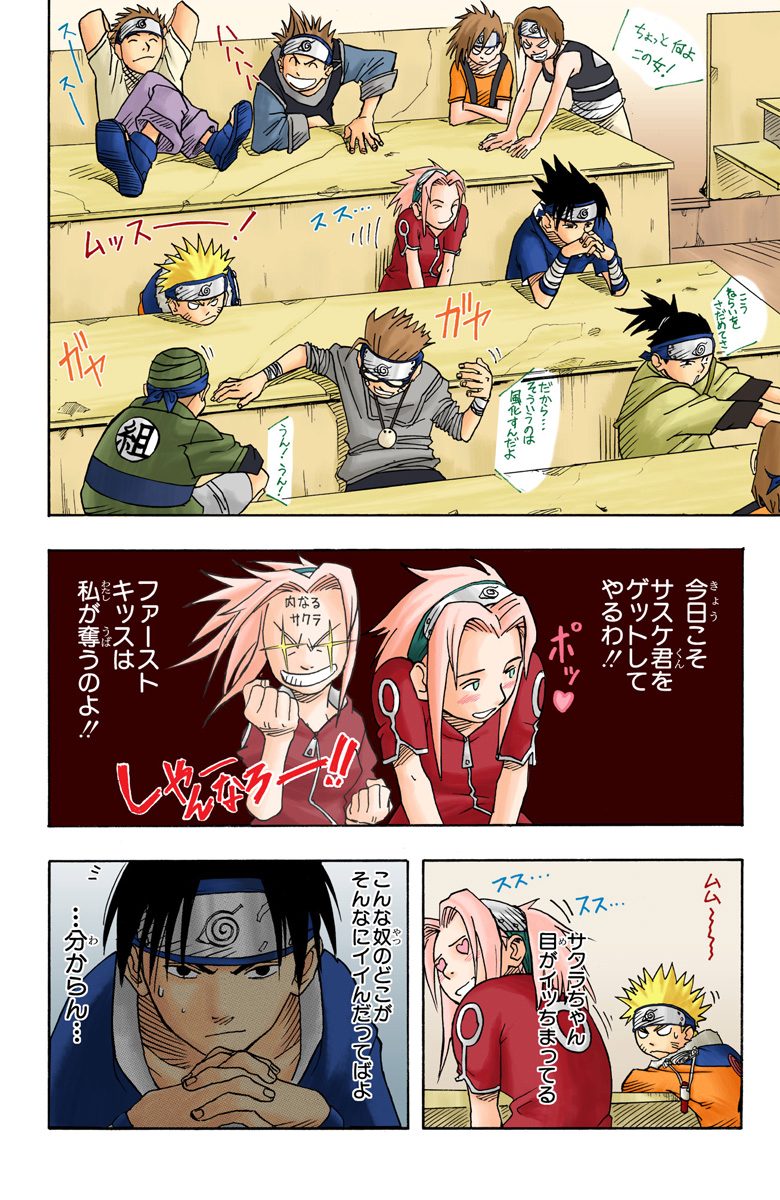 ちょっと何よ
この女!
ハハハハ
スースー
スス…
ムッスーーー!
こう
ねらいを
さだめてさ
ガヤ
ガヤ
だから…
そういうのは
風化すんだよ
うん!うん!
組
今日こそ
サスケ君を
ゲットして
やるわ!!
ポッ♥
内なる
サクラ
ファースト
キッスは
私が奪うのよ!!
しゃーんなろー!!
ムム〜〜〜
スス…
スス…
サクラちゃん
目がイッちまってる
こんな奴のどこが
そんなにイイんだってばよ
…分からん…